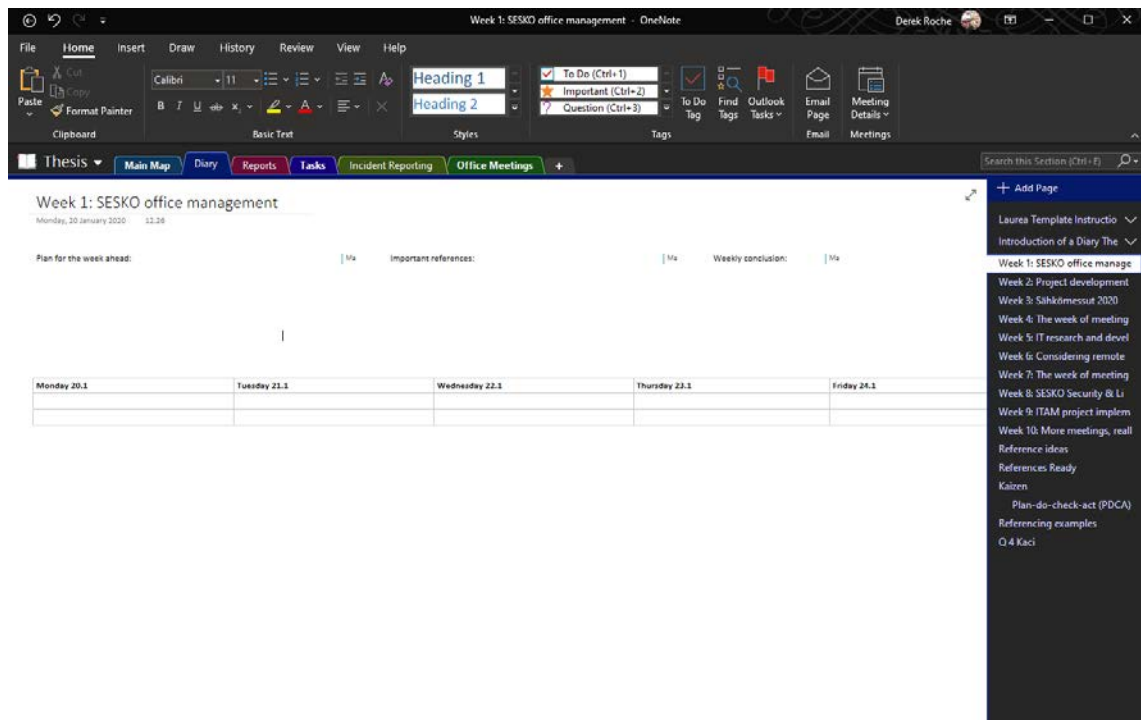 Week 1: SESKO office management - OneNote
Derek Roche
File Home Insert Draw History Review View Help
Paste
Cut
Copy
Format Painter
Clipboard
Calibri 11
B I U ab x
Basic Text
Heading 1
Heading 2
Styles
To Do (Ctrl+1)
Important (Ctrl+2)
Question (Ctrl+3)
To Do Tag
Find Tags
Outlook Tasks
Tags
Email Page
Email
Meeting Details
Meetings
Thesis Main Map Diary Reports Tasks Incident Reporting Office Meetings +
Search this Section (Ctrl+E)
Week 1: SESKO office management
Monday, 20 January 2020 12.26
Plan for the week ahead: Ma Important references: Ma Weekly conclusion: Ma
Monday 20.1 Tuesday 21.1 Wednesday 22.1 Thursday 23.1 Friday 24.1
+ Add Page
Laurea Template Instructio
Introduction of a Diary The
Week 1: SESKO office manage
Week 2: Project development
Week 3: Sähkömessut 2020
Week 4: The week of meeting
Week 5: IT research and devel
Week 6: Considering remote
Week 7: The week of meeting
Week 8: SESKO Security & Li
Week 9: ITAM project implem
Week 10: More meetings, reall
Reference ideas
References Ready
Kaizen
Plan-do-check-act (PDCA)
Referencing examples
Q 4 Kaci